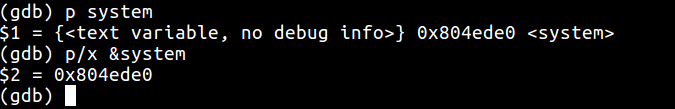 (gdb) p system
$1 = {<text variable, no debug info>} 0x804ede0 <system>
(gdb) p/x &system
$2 = 0x804ede0
(gdb)